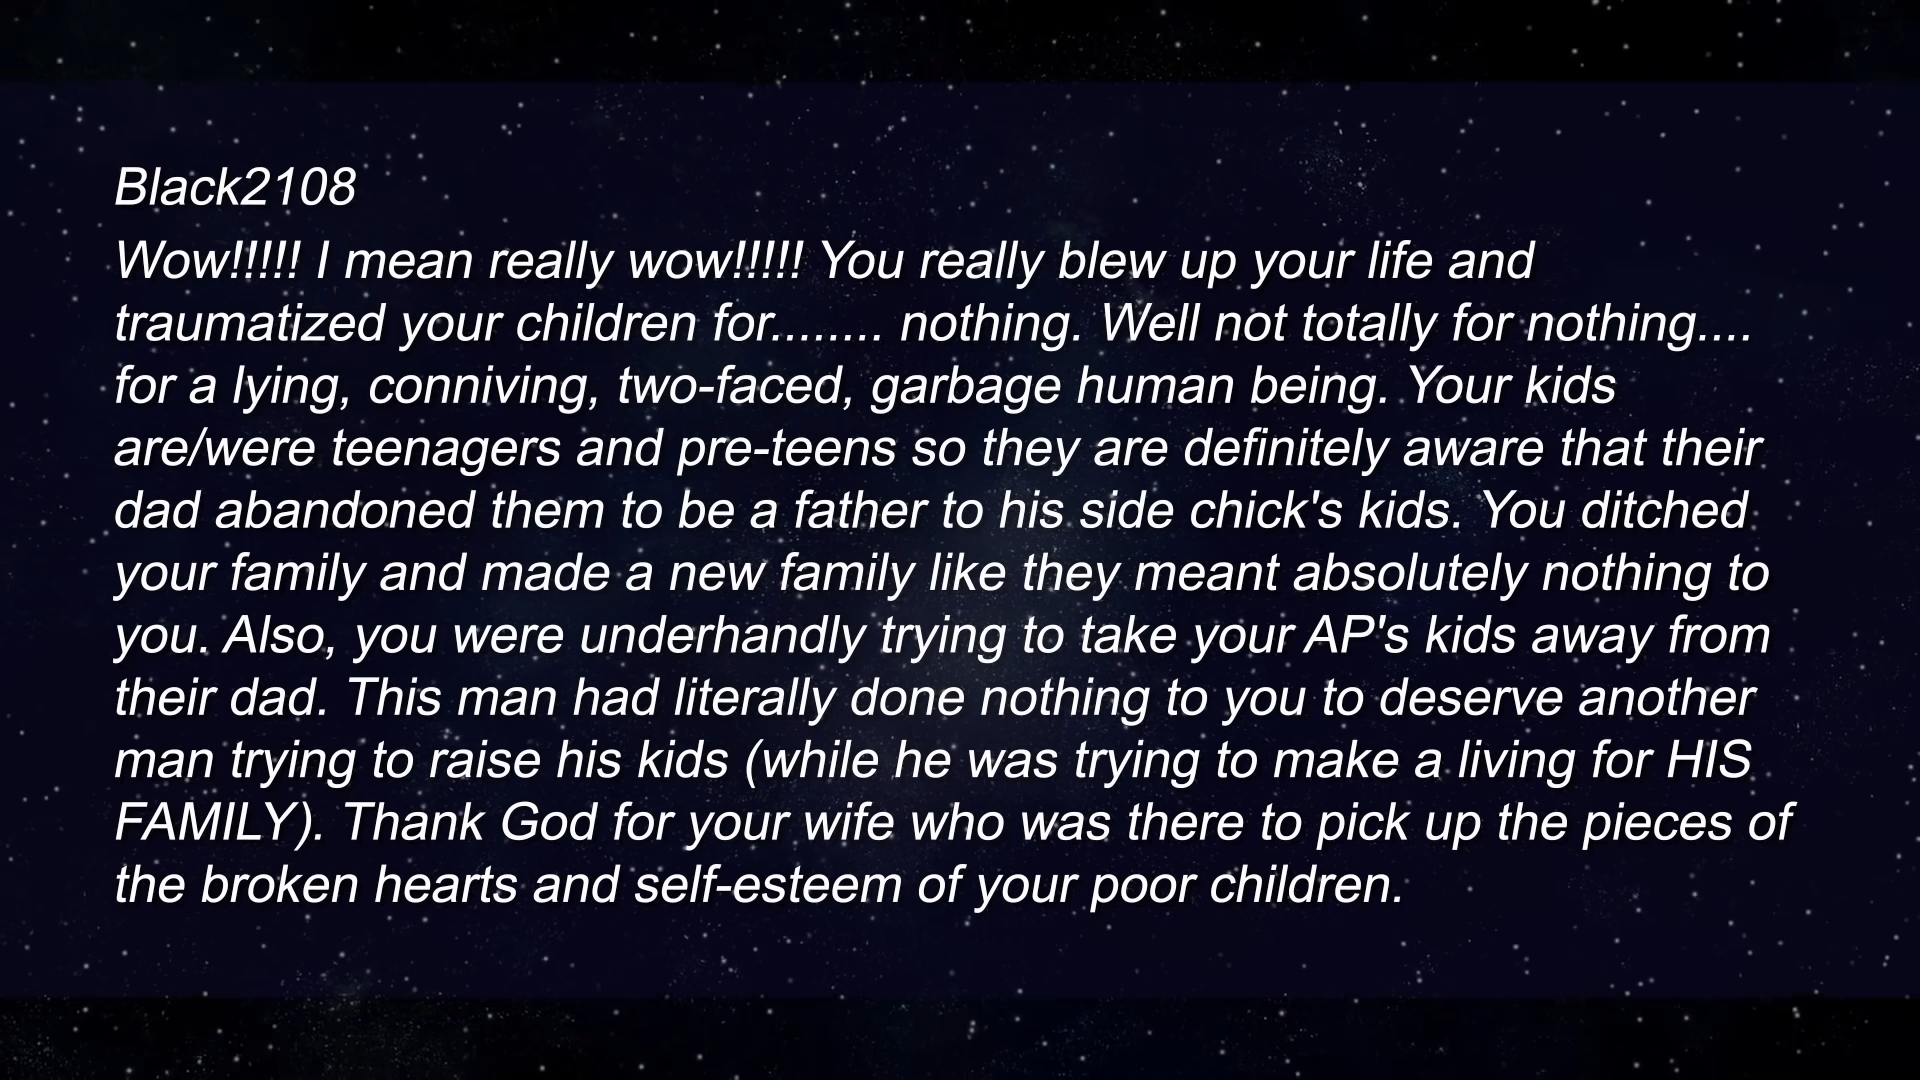 Black2108
Wow!!!!! I mean really wow!!!!! You really blew up your life and
traumatized your children for........ nothing. Well not totally for nothing....
for a lying, conniving, two-faced, garbage human being. Your kids
are/were teenagers and pre-teens so they are definitely aware that their
dad abandoned them to be a father to his side chick's kids. You ditched
your family and made a new family like they meant absolutely nothing to
you. Also, you were underhandly trying to take your AP's kids away from
their dad. This man had literally done nothing to you to deserve another
man trying to raise his kids (while he was trying to make a living for HIS
FAMILY). Thank God for your wife who was there to pick up the pieces of
the broken hearts and self-esteem of your poor children.